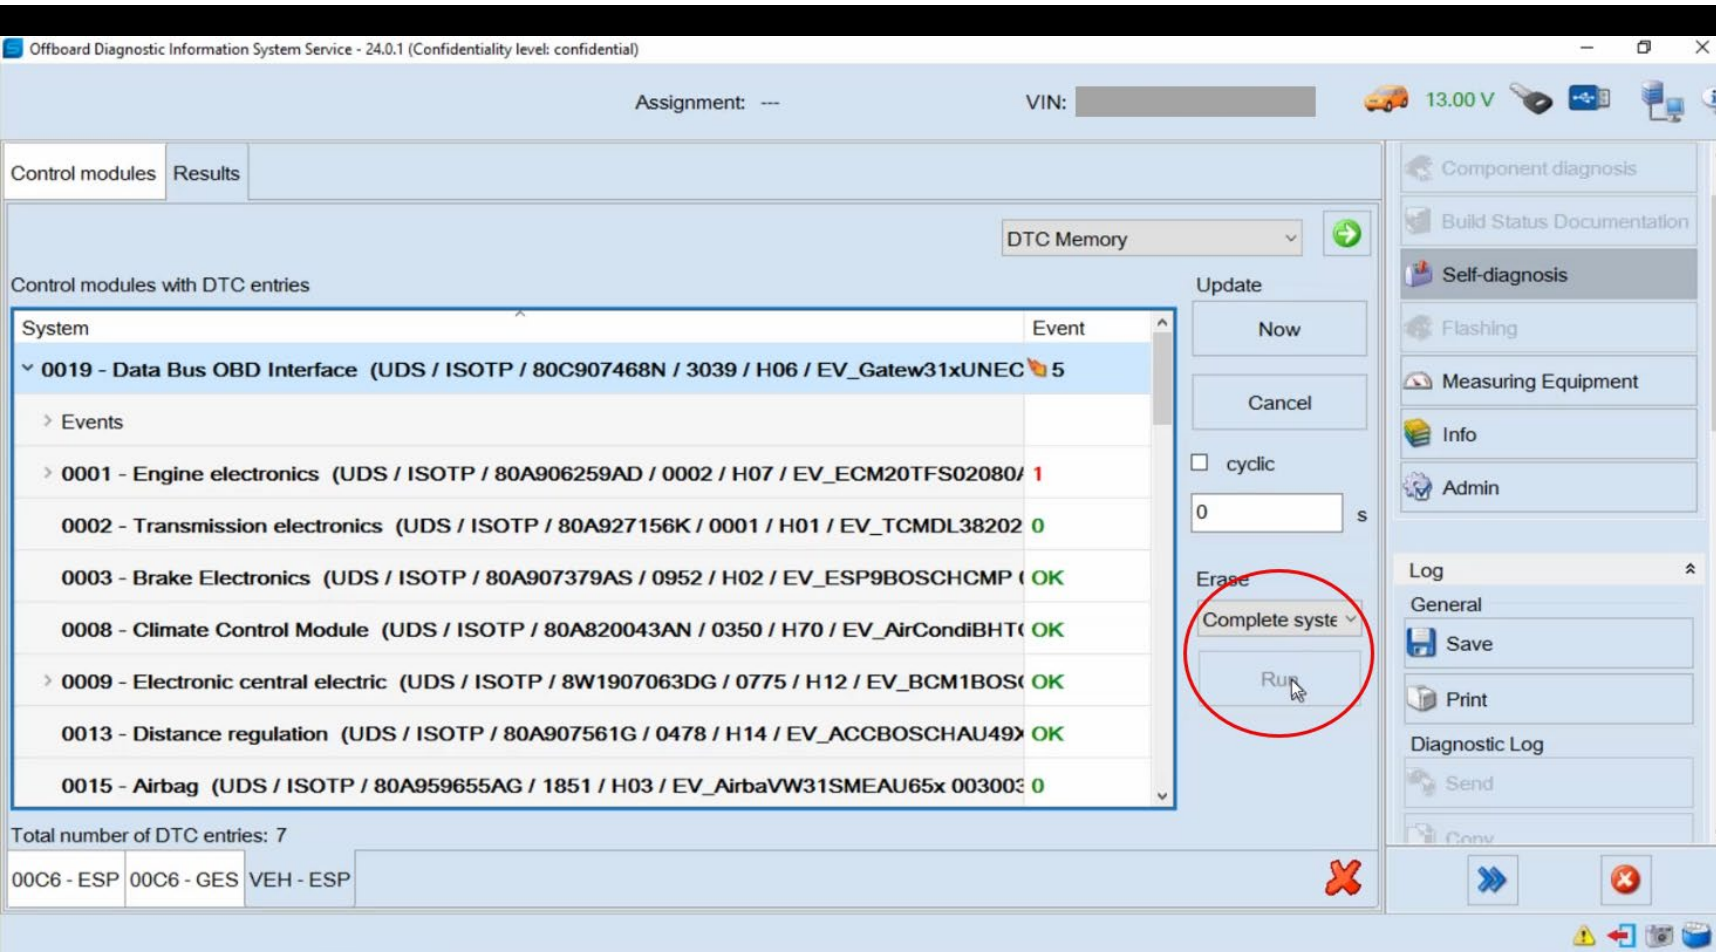 Offboard Diagnostic Information System Service - 24.0.1 (Confidentiality level: confidential)
Assignment: ---
VIN:
13.00 V
Control modules
Results
DTC Memory
Control modules with DTC entries
System
Event
0019 - Data Bus OBD Interface (UDS / ISOTP / 80C907468N / 3039 / H06 / EV_Gatew31xUNEC 5
Events
0001 - Engine electronics (UDS / ISOTP / 80A906259AD / 0002 / H07 / EV_ECM20TFS02080A 1
0002 - Transmission electronics (UDS / ISOTP / 80A927156K / 0001 / H01 / EV_TCMDL38202 0
0003 - Brake Electronics (UDS / ISOTP / 80A907379AS / 0952 / H02 / EV_ESP9BOSCHCMP OK
0008 - Climate Control Module (UDS / ISOTP / 80A820043AN / 0350 / H70 / EV_AirCondiBHTC OK
0009 - Electronic central electric (UDS / ISOTP / 8W1907063DG / 0775 / H12 / EV_BCM1BOSC OK
0013 - Distance regulation (UDS / ISOTP / 80A907561G / 0478 / H14 / EV_ACCBOSCHAU49X OK
0015 - Airbag (UDS / ISOTP / 80A959655AG / 1851 / H03 / EV_AirbaVW31SMEAU65x 003003 0
Total number of DTC entries: 7
00C6 - ESP
00C6 - GES
VEH - ESP
Update
Now
Cancel
cyclic
0
s
Erase
Complete syste
Run
Component diagnosis
Build Status Documentation
Self-diagnosis
Flashing
Measuring Equipment
Info
Admin
Log
General
Save
Print
Diagnostic Log
Send
Copy